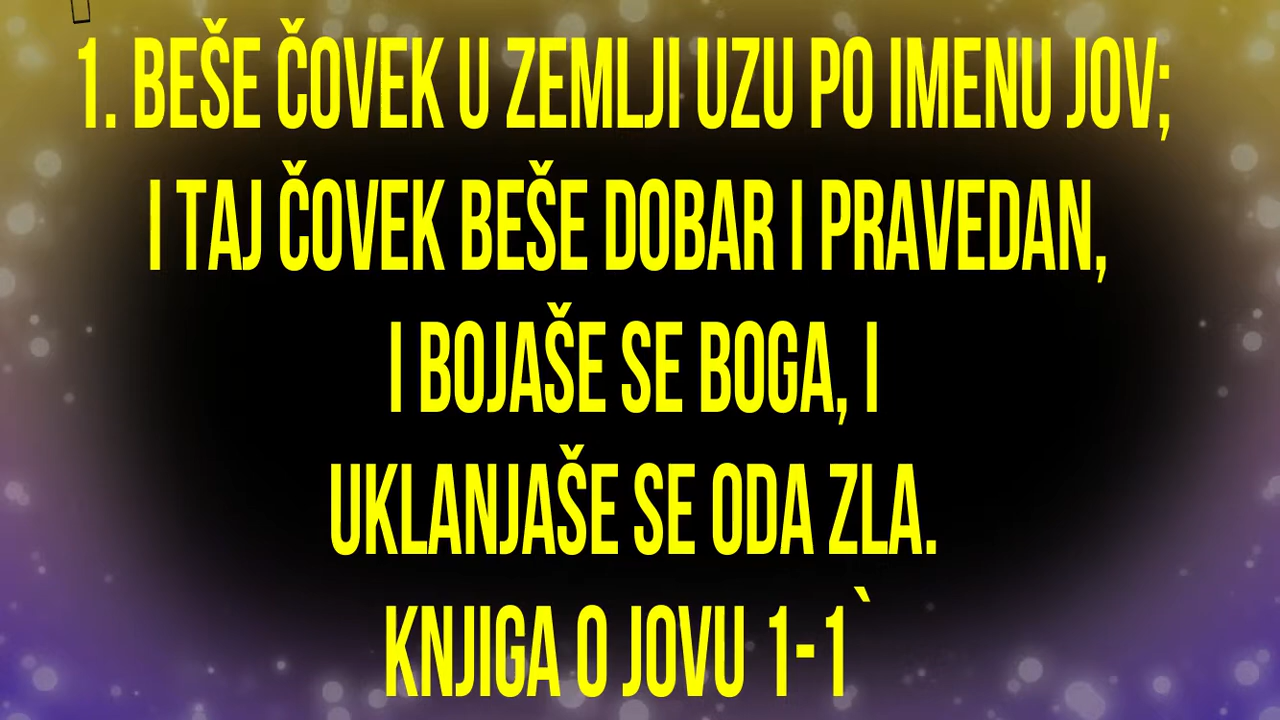 1. BEŠE ČOVEK U ZEMLJI UZU PO IMENU JOV;
I TAJ ČOVEK BEŠE DOBAR I PRAVEDAN,
I BOJAŠE SE BOGA, I
UKLANJAŠE SE ODA ZLA.
KNJIGA O JOVU 1-1`